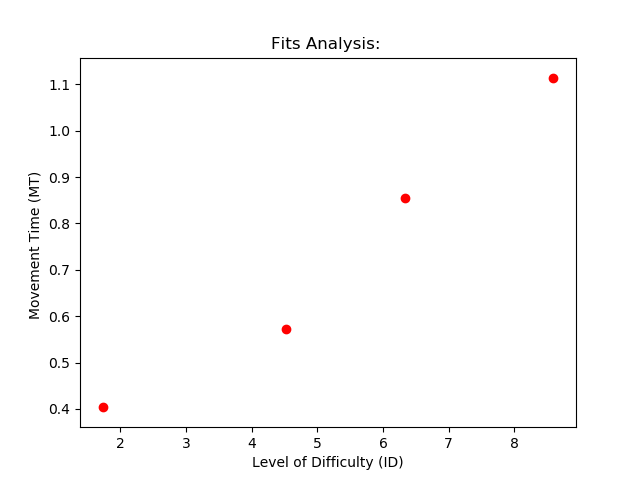 Fits Analysis:
1.1
1.0
0.9
0.8
0.7
0.6
0.5
0.4
Movement Time (MT)
2 3 4 5 6 7 8
Level of Difficulty (ID)